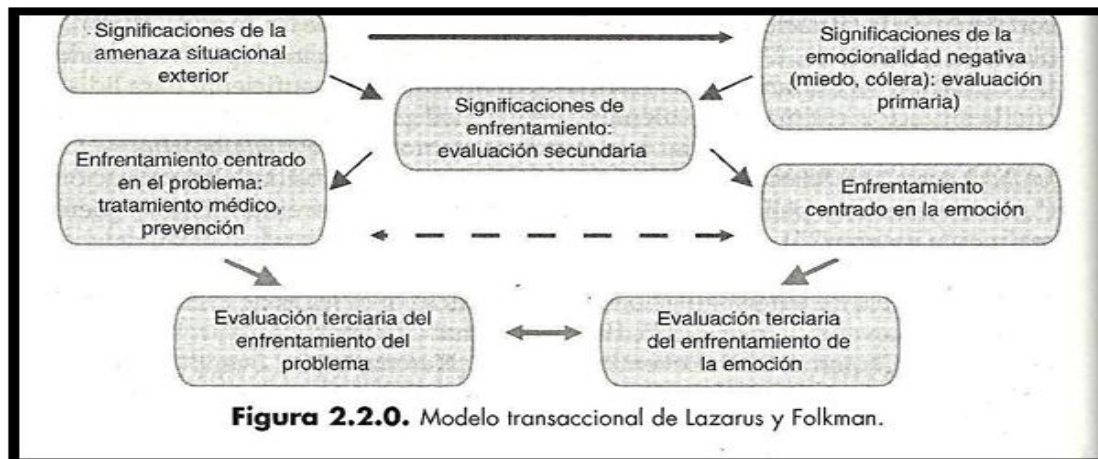 Significaciones de la
amenaza situacional
exterior
Significaciones de la
emocionalidad negativa
(miedo, cólera): evaluación
primaria)
Significaciones de
enfrentamiento:
evaluación secundaria
Enfrentamiento centrado
en el problema:
tratamiento médico,
prevención
Enfrentamiento
centrado en la emoción
Evaluación terciaria del
enfrentamiento del
problema
Evaluación terciaria
del enfrentamiento de
la emoción
Figura 2.2.0. Modelo transaccional de Lazarus y Folkman.